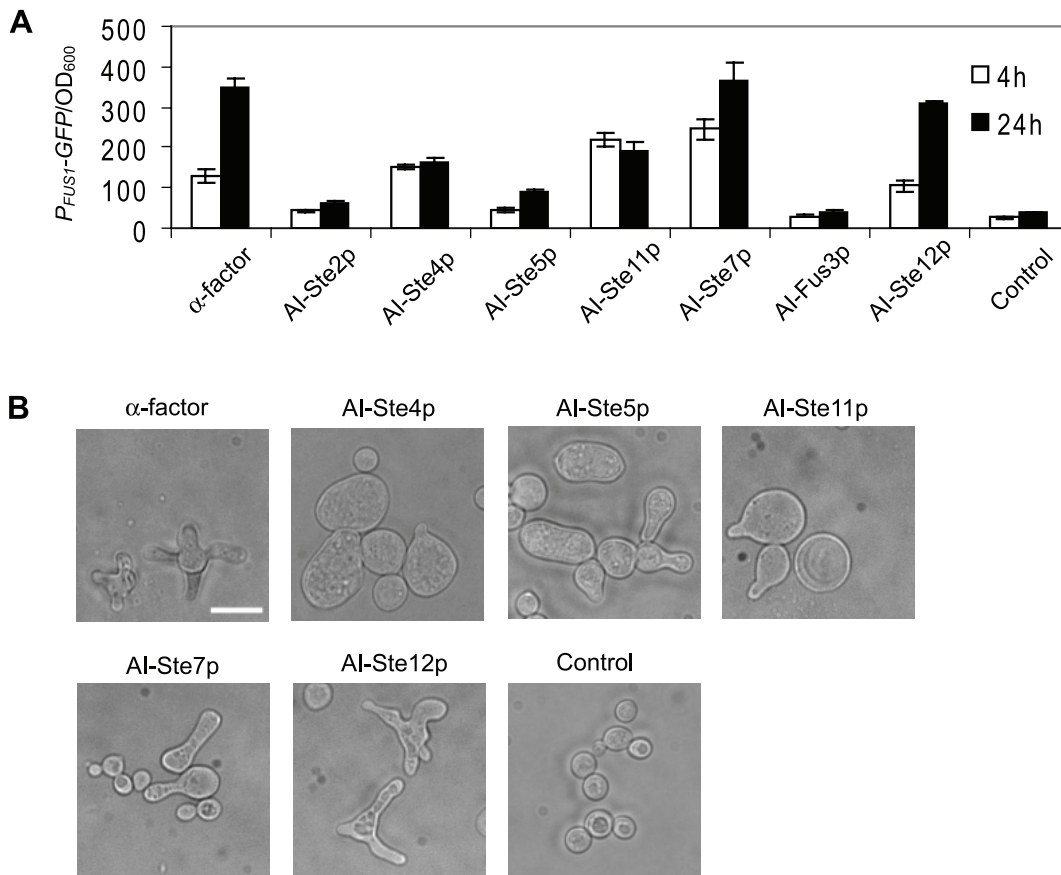 A
P_FUS1-GFP/OD600
500
400
300
200
100
0
4h
24h
α-factor
AI-Ste2p
AI-Ste4p
AI-Ste5p
AI-Ste11p
AI-Ste7p
AI-Fus3p
AI-Ste12p
Control
B
α-factor
AI-Ste4p
AI-Ste5p
AI-Ste11p
AI-Ste7p
AI-Ste12p
Control